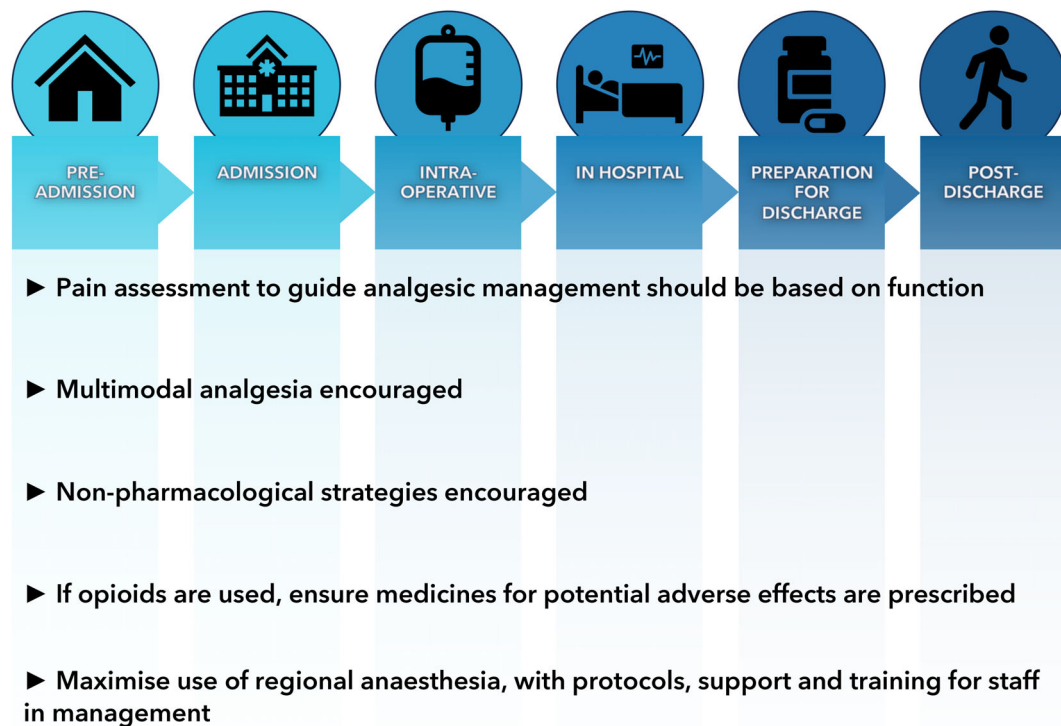 PRE-
ADMISSION
ADMISSION
INTRA-
OPERATIVE
IN HOSPITAL
PREPARATION
FOR
DISCHARGE
POST-
DISCHARGE
► Pain assessment to guide analgesic management should be based on function
► Multimodal analgesia encouraged
► Non-pharmacological strategies encouraged
► If opioids are used, ensure medicines for potential adverse effects are prescribed
► Maximise use of regional anaesthesia, with protocols, support and training for staff
in management